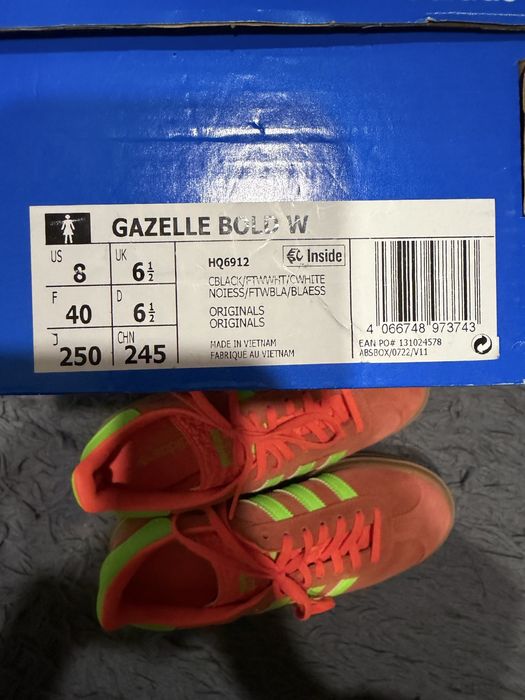 GAZELLE BOLD W
US
8
UK
6½
F
40
D
6½
J
250
CHN
245
HQ6912
€C Inside
CBLACK/FTWWHT/CWHITE
NOIESS/FTWBLA/BLAESS
ORIGINALS
ORIGINALS
MADE IN VIETNAM
FABRIQUÉ AU VIETNAM
4 066748 973743
EAN PO# 131024578
ABSBOX/0722/V11